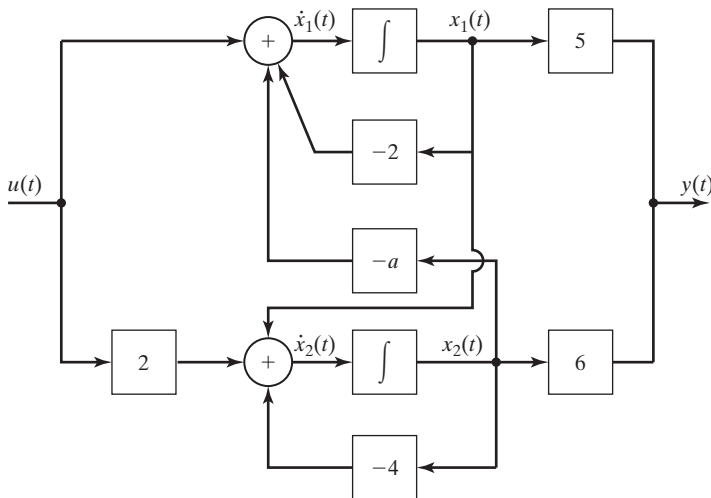 ẋ₁(t)
x₁(t)
+
∫
5
−2
u(t)
y(t)
−a
ẋ₂(t)
x₂(t)
2
+
∫
6
−4